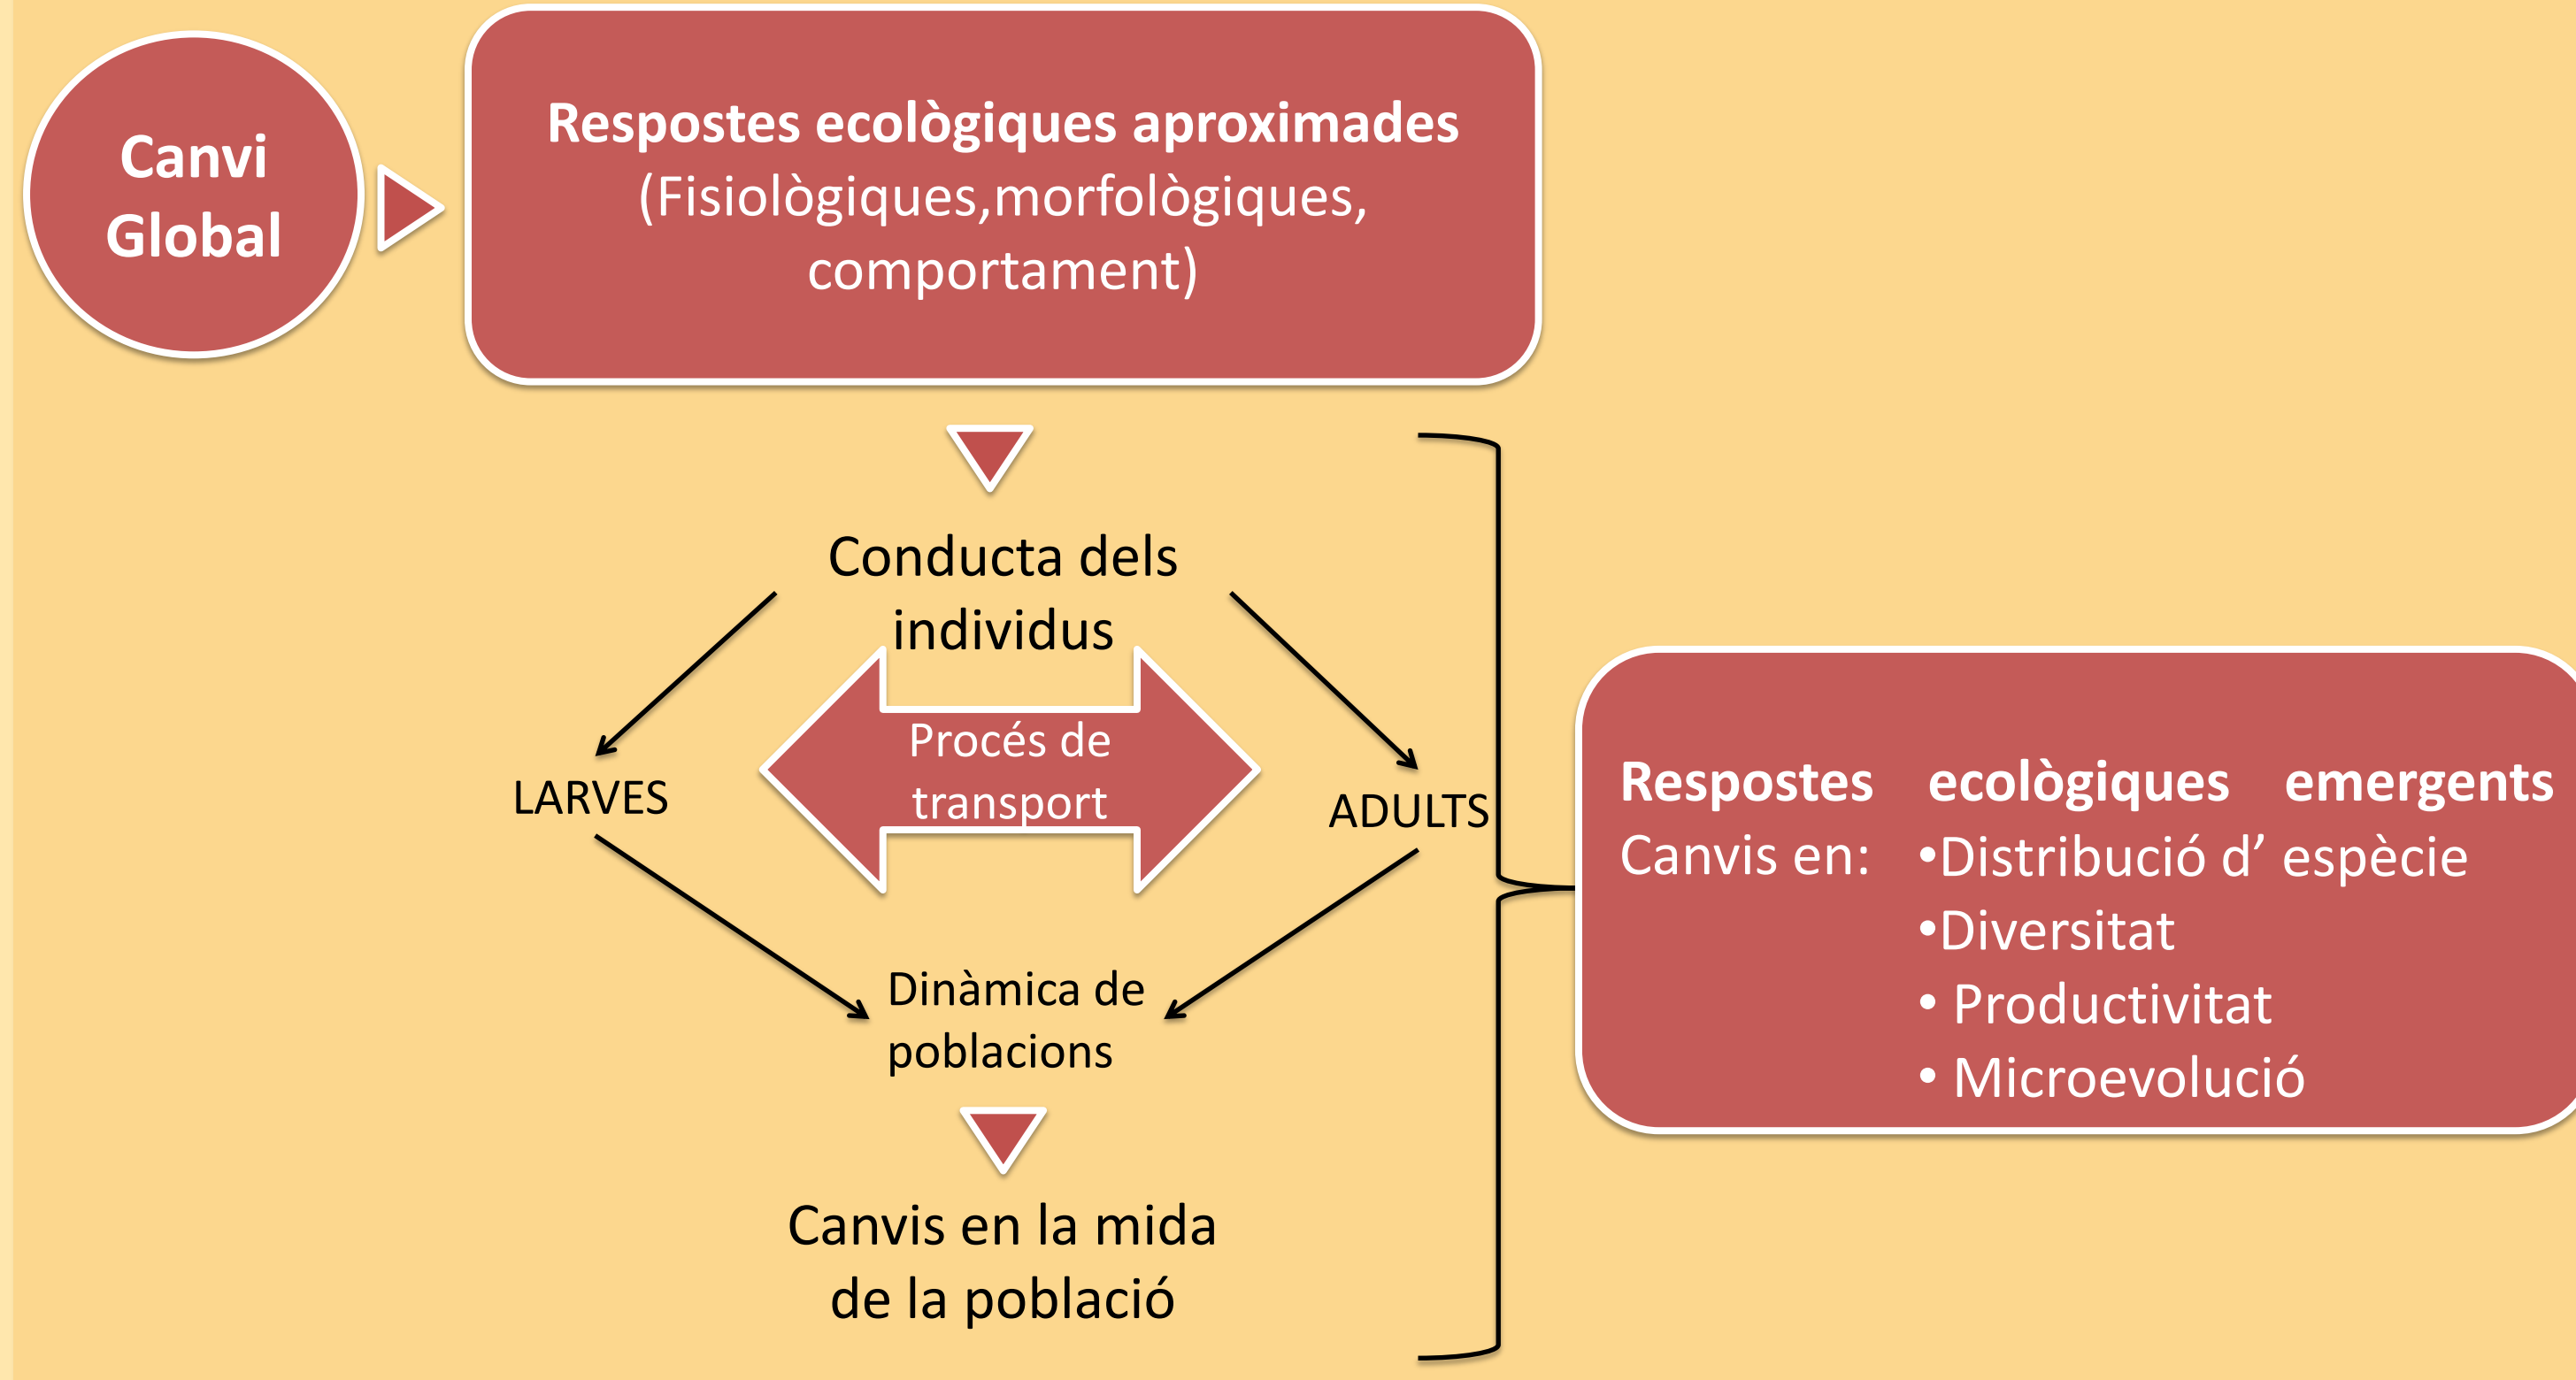 Canvi
Global
Respostes ecològiques aproximades
(Fisiològiques,morfològiques,
comportament)
Conducta dels
individus
Procés de
transport
LARVES
ADULTS
Dinàmica de
poblacions
Canvis en la mida
de la població
Respostes ecològiques emergents
Canvis en: •Distribució d’ espècie
•Diversitat
• Productivitat
• Microevolució